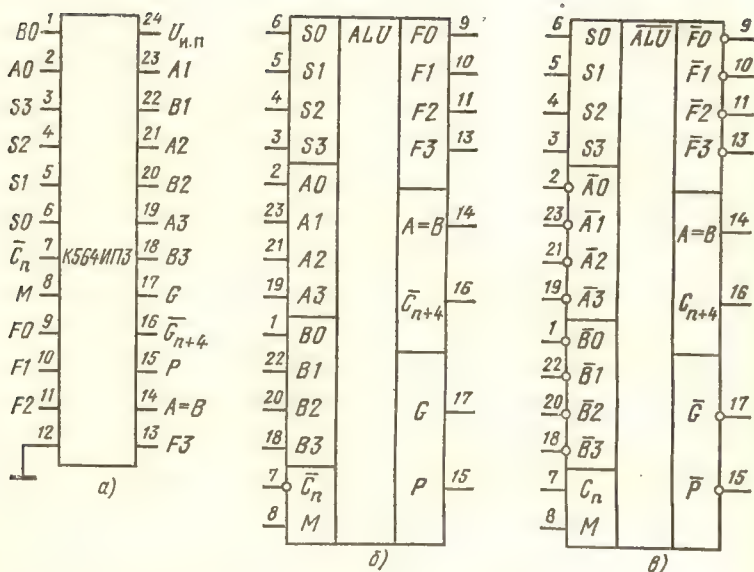 B0 1 24 Uи.п
A0 2 23 A1
S3 3 22 B1
S2 4 21 A2
S1 5 20 B2
S0 6 19 A3
C̅n 7 К564ИП3 18 B3
M 8 17 G
F0 9 16 G̅n+4
F1 10 15 P
F2 11 14 A=B
12 13 F3
а)
6 S0 ALU F0 9
5 S1 F1 10
4 S2 F2 11
3 S3 F3 13
2 A0
23 A1 A=B 14
21 A2
19 A3 C̅n+4 16
1 B0
22 B1
20 B2 G 17
18 B3
7 C̅n P 15
8 M
б)
6 S0 A̅L̅U̅ F̅0 9
5 S1 F̅1 10
4 S2 F̅2 11
3 S3 F̅3 13
2 A̅0
23 A̅1 A=B 14
21 A̅2
19 A̅3 Cn+4 16
1 B̅0
22 B̅1
20 B̅2 G̅ 17
18 B̅3
7 Cn P̅ 15
8 M
в)